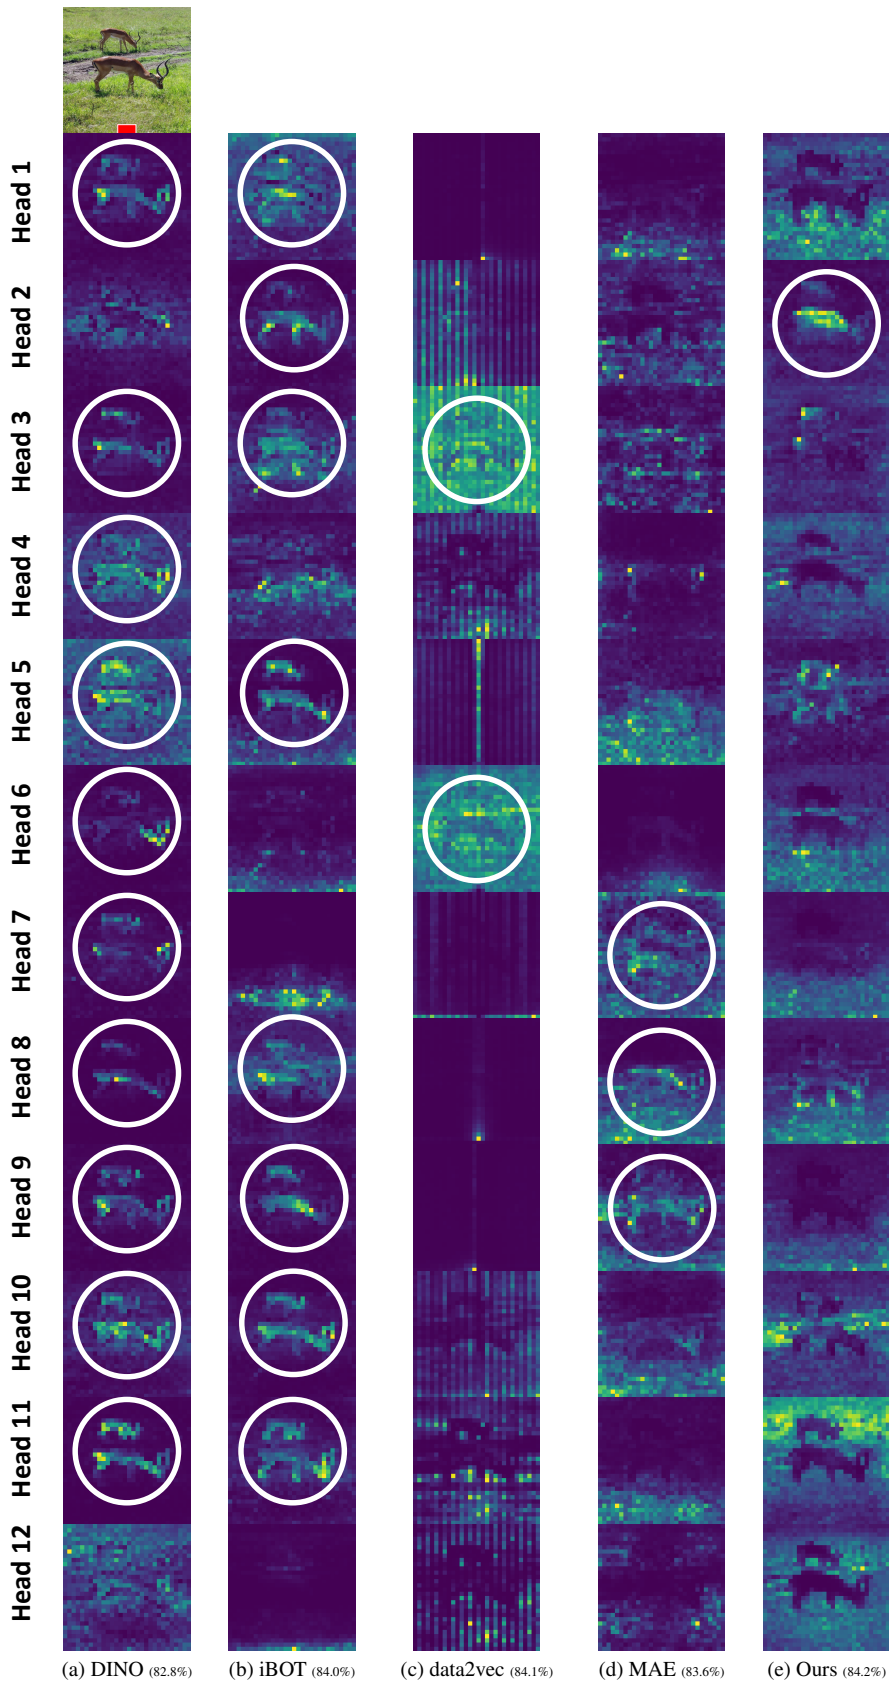 Head 1
Head 2
Head 3
Head 4
Head 5
Head 6
Head 7
Head 8
Head 9
Head 10
Head 11
Head 12
(a) DINO (82.8%) (b) iBOT (84.0%) (c) data2vec (84.1%) (d) MAE (83.6%) (e) Ours (84.2%)